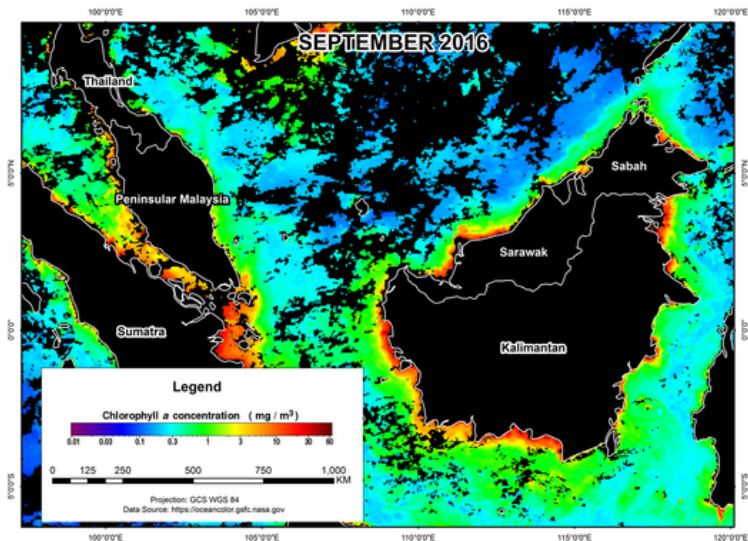 100°0'0"E 105°0'0"E 110°0'0"E 115°0'0"E 120°0'0"E
SEPTEMBER 2016
Thailand
Sabah
5°0'0"N 5°0'0"N
Peninsular Malaysia
Sarawak
Sumatra
0°0'0" 0°0'0"
Kalimantan
Legend
Chlorophyll a concentration ( mg / m³)
0.01 0.03 0.1 0.3 1 3 10 30 60
0 125 250 500 750 1,000
KM
Projection: GCS WGS 84
Data Source: https://oceancolor.gsfc.nasa.gov
5°0'0"S 5°0'0"S
100°0'0"E 105°0'0"E 110°0'0"E 115°0'0"E 120°0'0"E